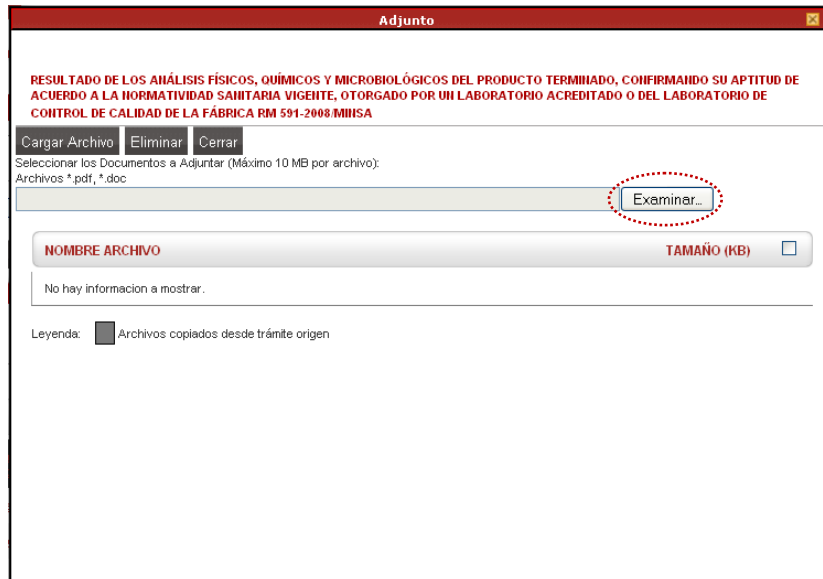 Adjunto
RESULTADO DE LOS ANÁLISIS FÍSICOS, QUÍMICOS Y MICROBIOLÓGICOS DEL PRODUCTO TERMINADO, CONFIRMANDO SU APTITUD DE
ACUERDO A LA NORMATIVIDAD SANITARIA VIGENTE, OTORGADO POR UN LABORATORIO ACREDITADO O DEL LABORATORIO DE
CONTROL DE CALIDAD DE LA FÁBRICA RM 591-2008/MINSA
Cargar Archivo Eliminar Cerrar
Seleccionar los Documentos a Adjuntar (Máximo 10 MB por archivo):
Archivos *.pdf, *.doc
Examinar...
NOMBRE ARCHIVO TAMAÑO (KB)
No hay informacion a mostrar.
Leyenda: Archivos copiados desde trámite origen